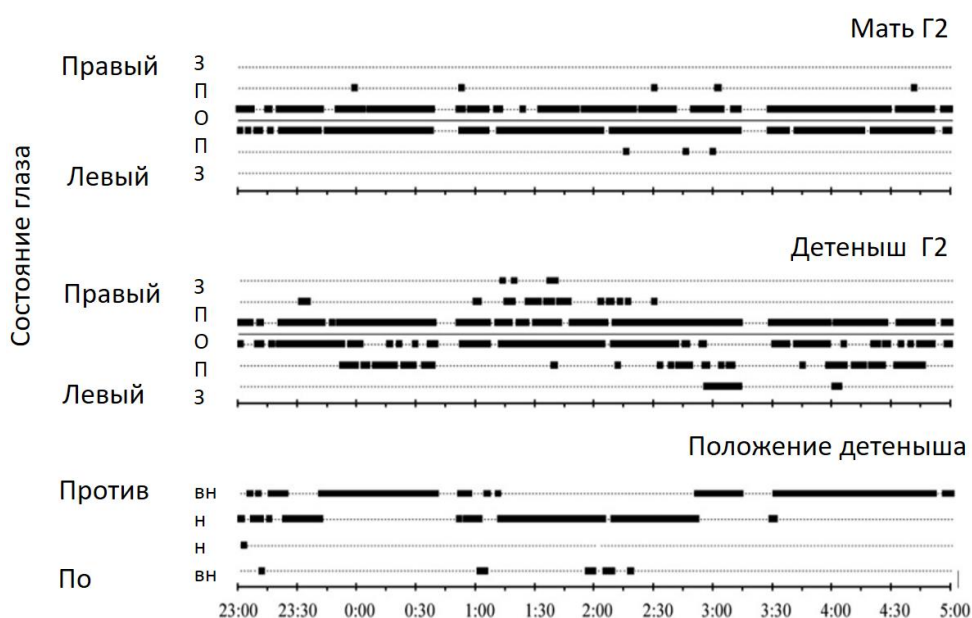 Мать Г2
Состояние глаза
Правый
З
П
О
П
Левый
З
Детеныш Г2
Правый
З
П
О
П
Левый
З
Положение детеныша
Против
вн
н
н
По
вн
23:00 23:30 0:00 0:30 1:00 1:30 2:00 2:30 3:00 3:30 4:00 4:30 5:00